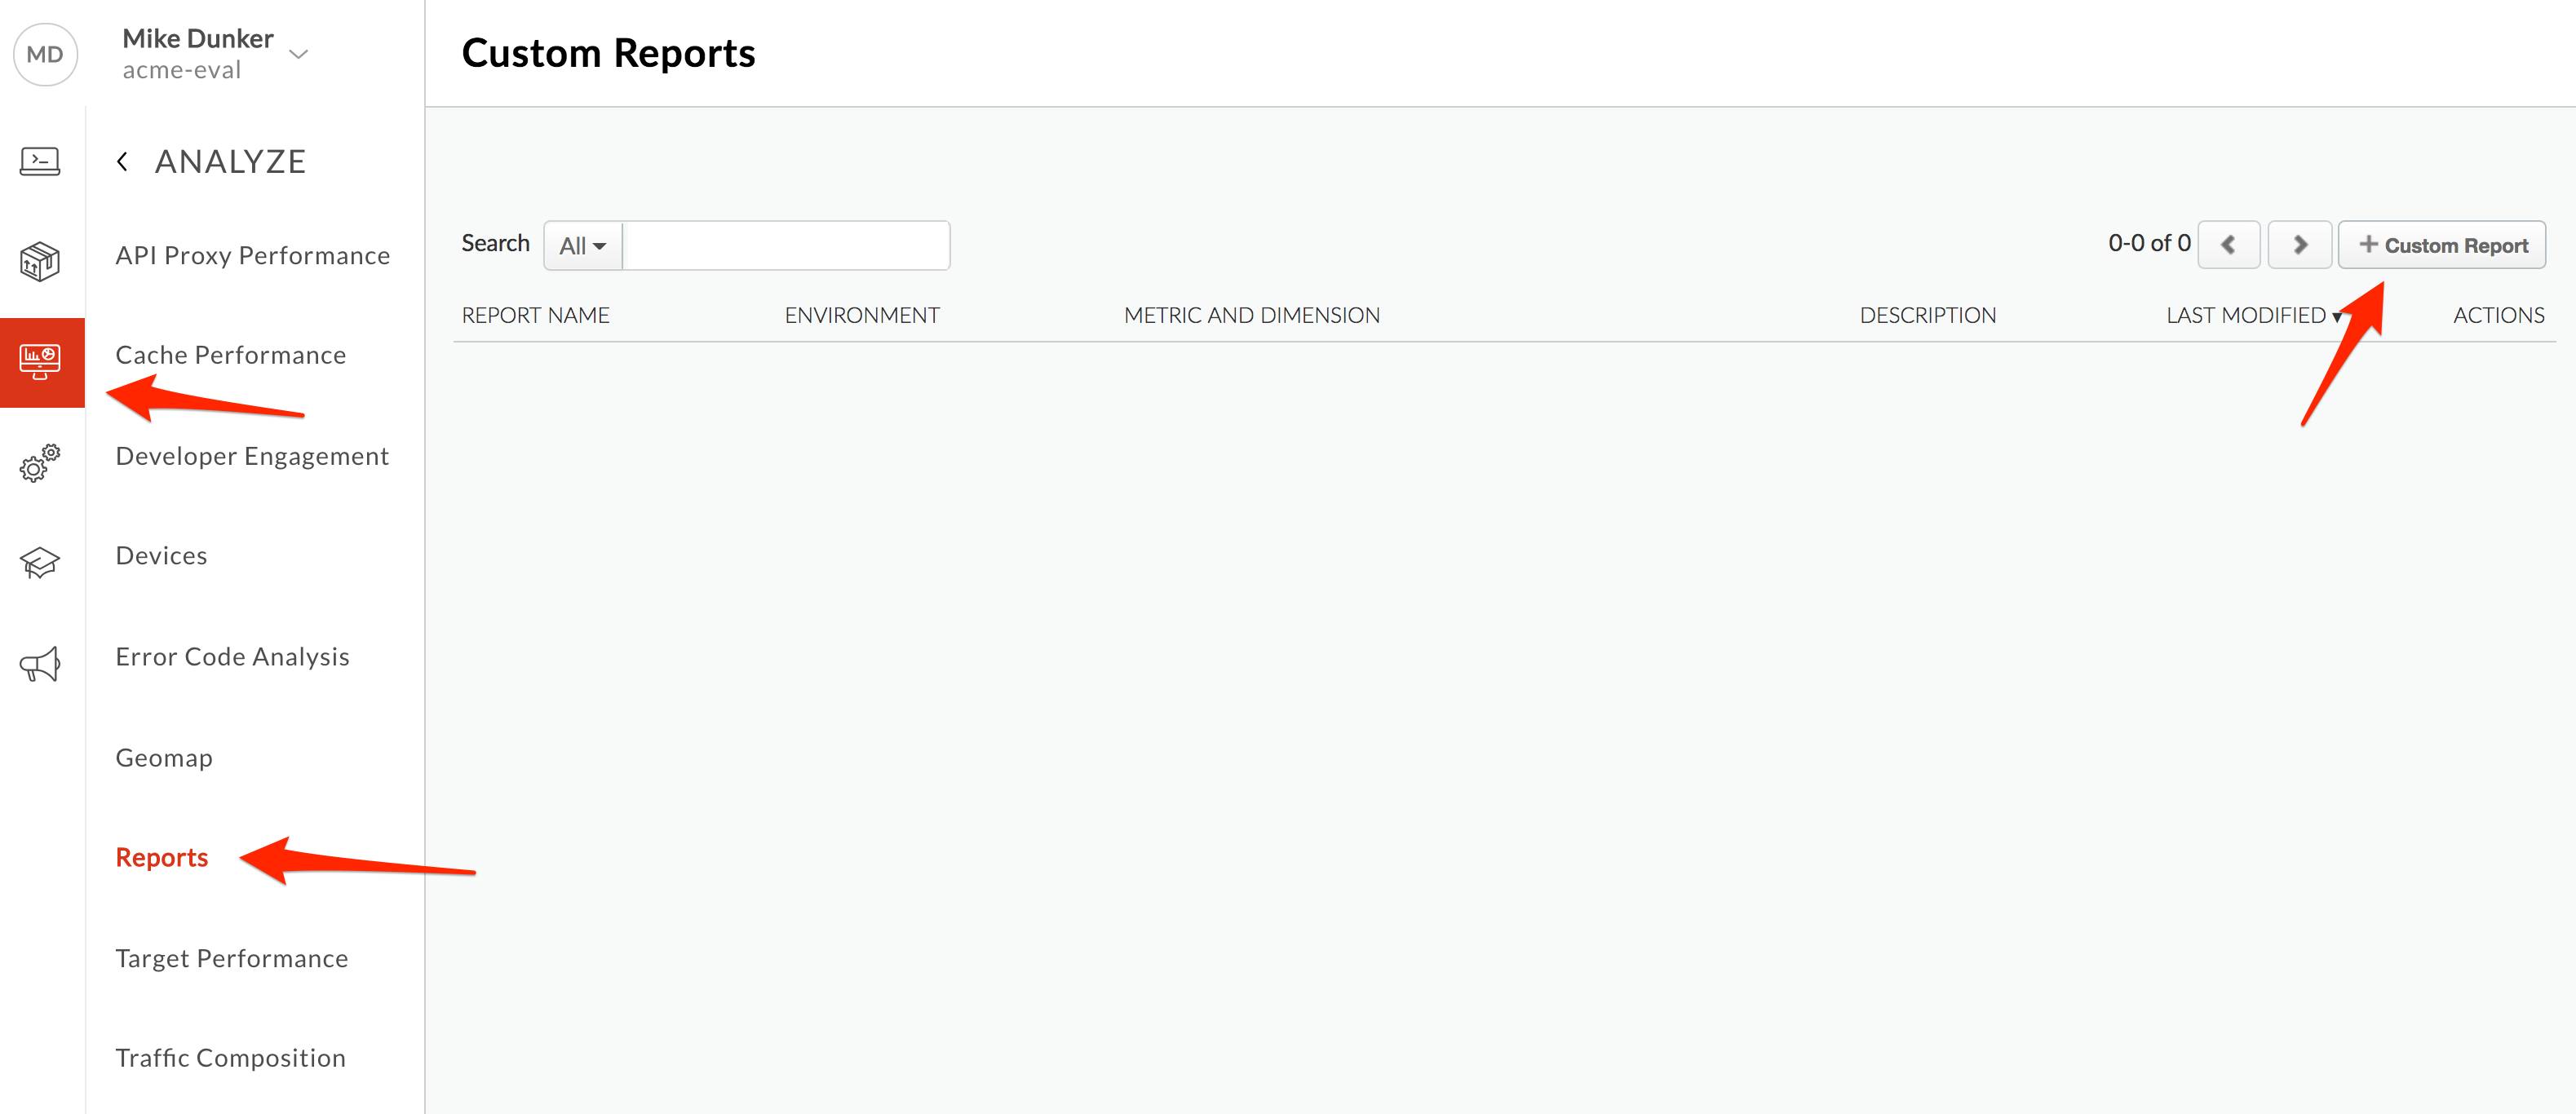 MD
Mike Dunker
acme-eval
Custom Reports
ANALYZE
API Proxy Performance
Cache Performance
Developer Engagement
Devices
Error Code Analysis
Geomap
Reports
Target Performance
Traffic Composition
Search All 0-0 of 0 + Custom Report
REPORT NAME ENVIRONMENT METRIC AND DIMENSION DESCRIPTION LAST MODIFIED ▾ ACTIONS